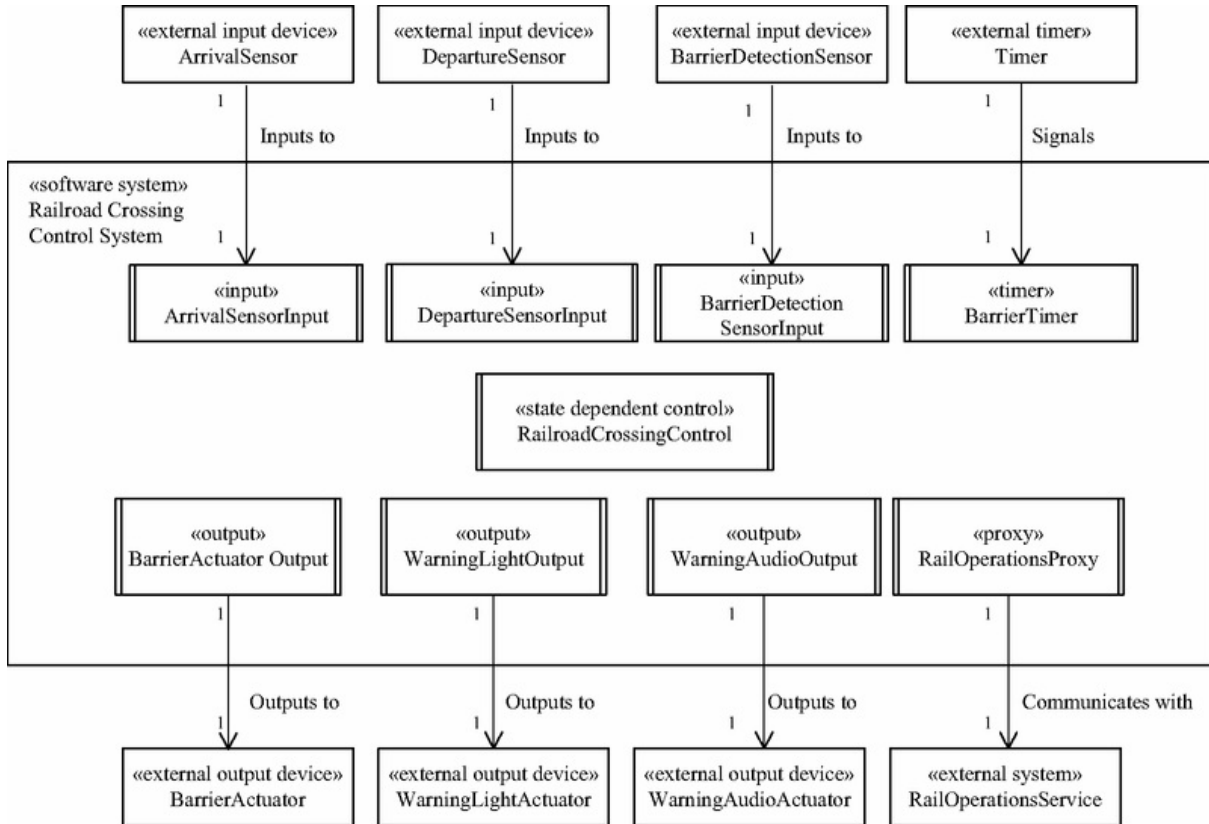 «external input device»
ArrivalSensor
«external input device»
DepartureSensor
«external input device»
BarrierDetectionSensor
«external timer»
Timer
1
1
1
1
Inputs to
Inputs to
Inputs to
Signals
«software system»
Railroad Crossing
Control System
1
1
1
1
«input»
ArrivalSensorInput
«input»
DepartureSensorInput
«input»
BarrierDetection
SensorInput
«timer»
BarrierTimer
«state dependent control»
RailroadCrossingControl
«output»
BarrierActuator Output
«output»
WarningLightOutput
«output»
WarningAudioOutput
«proxy»
RailOperationsProxy
1
1
1
1
Outputs to
Outputs to
Outputs to
Communicates with
1
1
1
1
«external output device»
BarrierActuator
«external output device»
WarningLightActuator
«external output device»
WarningAudioActuator
«external system»
RailOperationsService